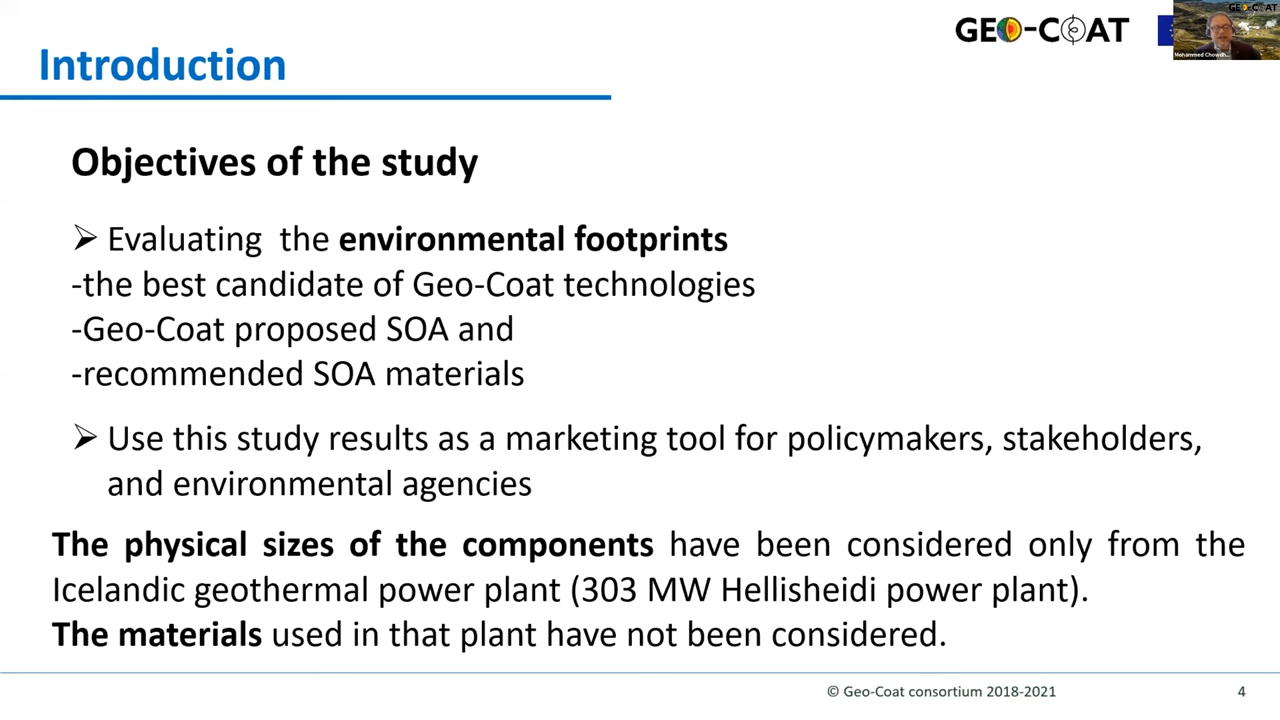 GEO-COAT
GEO-COAT
Mohammed Chowdh...
Introduction
Objectives of the study
➢ Evaluating  the environmental footprints
-the best candidate of Geo-Coat technologies
-Geo-Coat proposed SOA and
-recommended SOA materials
➢ Use this study results as a marketing tool for policymakers, stakeholders,
and environmental agencies
The physical sizes of the components have been considered only from the
Icelandic geothermal power plant (303 MW Hellisheidi power plant).
The materials used in that plant have not been considered.
© Geo-Coat consortium 2018-2021
4